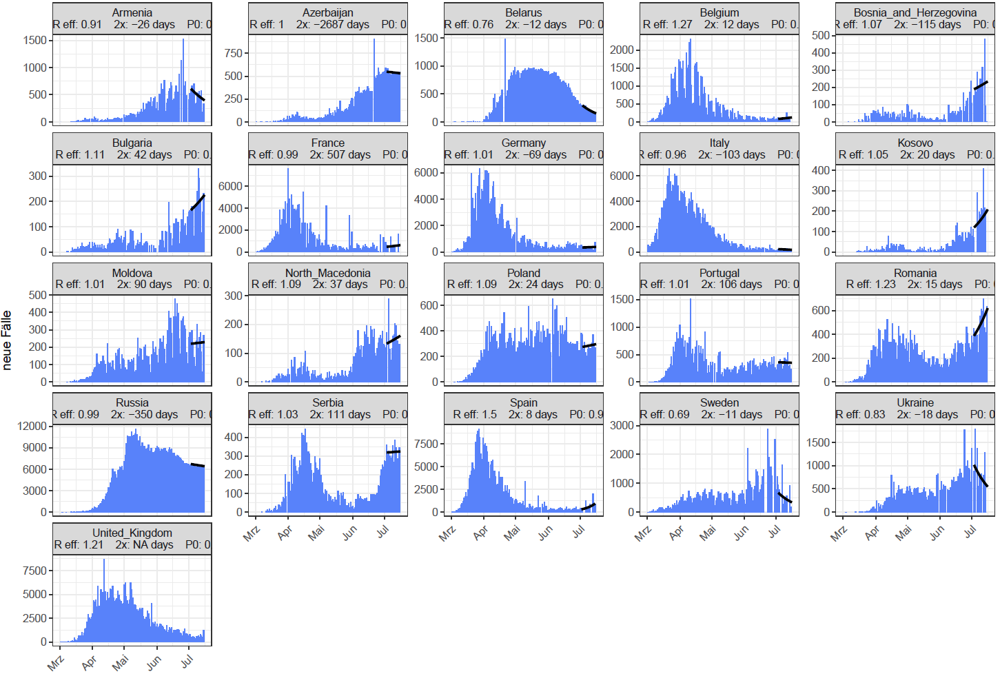 Armenia
R eff: 0.91 2x: −26 days P0: 0
Azerbaijan
R eff: 1 2x: −2687 days P0: 0
Belarus
R eff: 0.76 2x: −12 days P0: 0
Belgium
R eff: 1.27 2x: 12 days P0: 0.
Bosnia_and_Herzegovina
R eff: 1.07 2x: −115 days P0: 0
1500
1000
500
0
750
500
250
0
1500
1000
500
0
2000
1500
1000
500
0
500
400
300
200
100
0
Bulgaria
R eff: 1.11 2x: 42 days P0: 0.
France
R eff: 0.99 2x: 507 days P0: 0
Germany
R eff: 1.01 2x: −69 days P0: 0
Italy
R eff: 0.96 2x: −103 days P0: 0
Kosovo
R eff: 1.05 2x: 20 days P0: 0.
300
200
100
0
6000
4000
2000
0
6000
4000
2000
0
6000
4000
2000
0
400
300
200
100
0
Moldova
R eff: 1.01 2x: 90 days P0: 0.
North_Macedonia
R eff: 1.09 2x: 37 days P0: 0.
Poland
R eff: 1.09 2x: 24 days P0: 0.
Portugal
R eff: 1.01 2x: 106 days P0: 0
Romania
R eff: 1.23 2x: 15 days P0: 0
500
400
300
200
100
0
300
200
100
0
600
400
200
0
1500
1000
500
0
600
400
200
0
neue Fälle
Russia
R eff: 0.99 2x: −350 days P0: 0
Serbia
R eff: 1.03 2x: 111 days P0: 0
Spain
R eff: 1.5 2x: 8 days P0: 0.9
Sweden
R eff: 0.69 2x: −11 days P0: 0
Ukraine
R eff: 0.83 2x: −18 days P0: 0
12000
9000
6000
3000
0
400
300
200
100
0
7500
5000
2500
0
3000
2000
1000
0
1500
1000
500
0
Mrz Apr Mai Jun Jul
Mrz Apr Mai Jun Jul
Mrz Apr Mai Jun Jul
Mrz Apr Mai Jun Jul
United_Kingdom
R eff: 1.21 2x: NA days P0: 0
7500
5000
2500
0
Mrz Apr Mai Jun Jul